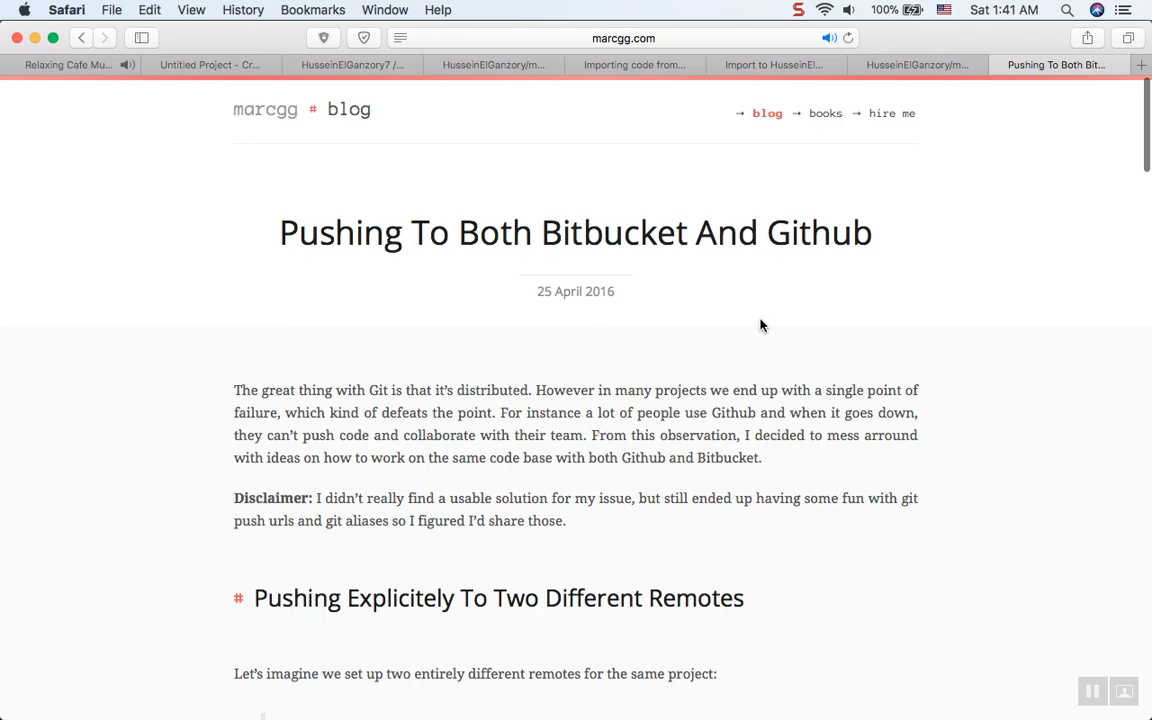 Safari File Edit View History Bookmarks Window Help S 100% Sat 1:41 AM
marcgg.com
Relaxing Cafe Mu... Untitled Project - Cr... HusseinElGanzory7 /... HusseinElGanzory/m... Importing code from... Import to HusseinEl... HusseinElGanzory/m... Pushing To Both Bit... +
marcgg # blog → blog → books → hire me
Pushing To Both Bitbucket And Github
25 April 2016
The great thing with Git is that it's distributed. However in many projects we end up with a single point of
failure, which kind of defeats the point. For instance a lot of people use Github and when it goes down,
they can't push code and collaborate with their team. From this observation, I decided to mess arround
with ideas on how to work on the same code base with both Github and Bitbucket.
Disclaimer: I didn't really find a usable solution for my issue, but still ended up having some fun with git
push urls and git aliases so I figured I'd share those.
# Pushing Explicitely To Two Different Remotes
Let's imagine we set up two entirely different remotes for the same project: